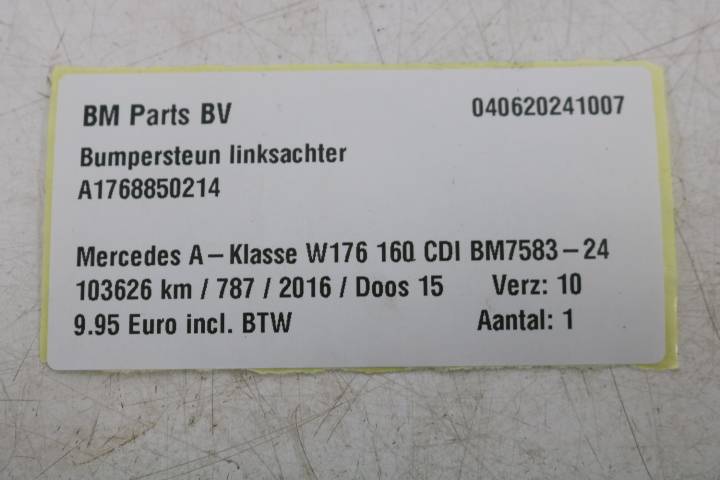 BM Parts BV 040620241007
Bumpersteun linksachter
A1768850214
Mercedes A-Klasse W176 160 CDI BM7583-24
103626 km / 787 / 2016 / Doos 15 Verz: 10
9.95 Euro incl. BTW Aantal: 1